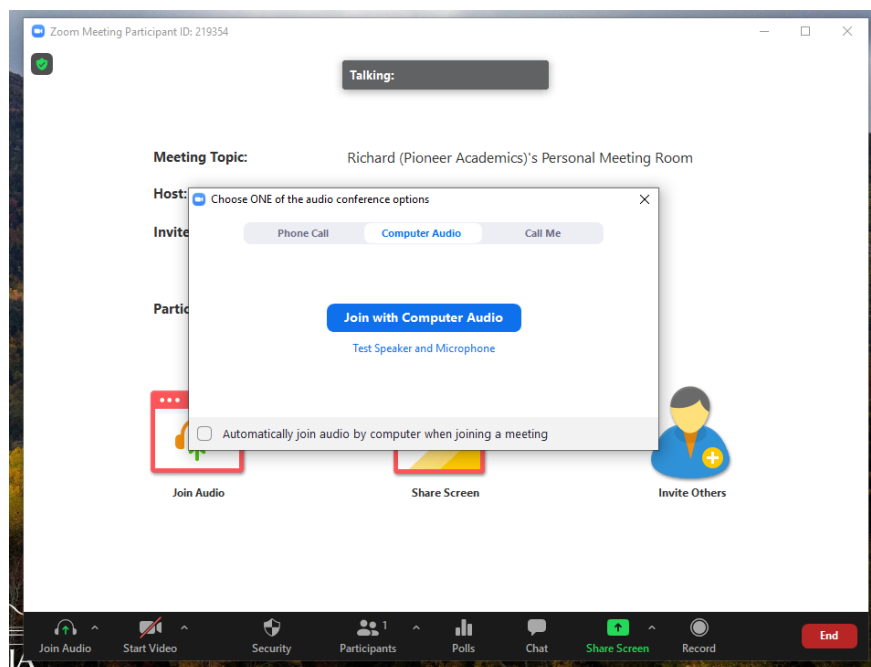 Zoom Meeting Participant ID: 219354
Talking:
Meeting Topic: Richard (Pioneer Academics)'s Personal Meeting Room
Host:
Choose ONE of the audio conference options
Invite
Phone Call Computer Audio Call Me
Partic
Join with Computer Audio
Test Speaker and Microphone
Automatically join audio by computer when joining a meeting
Join Audio Share Screen Invite Others
1
Join Audio Start Video Security Participants Polls Chat Share Screen Record End